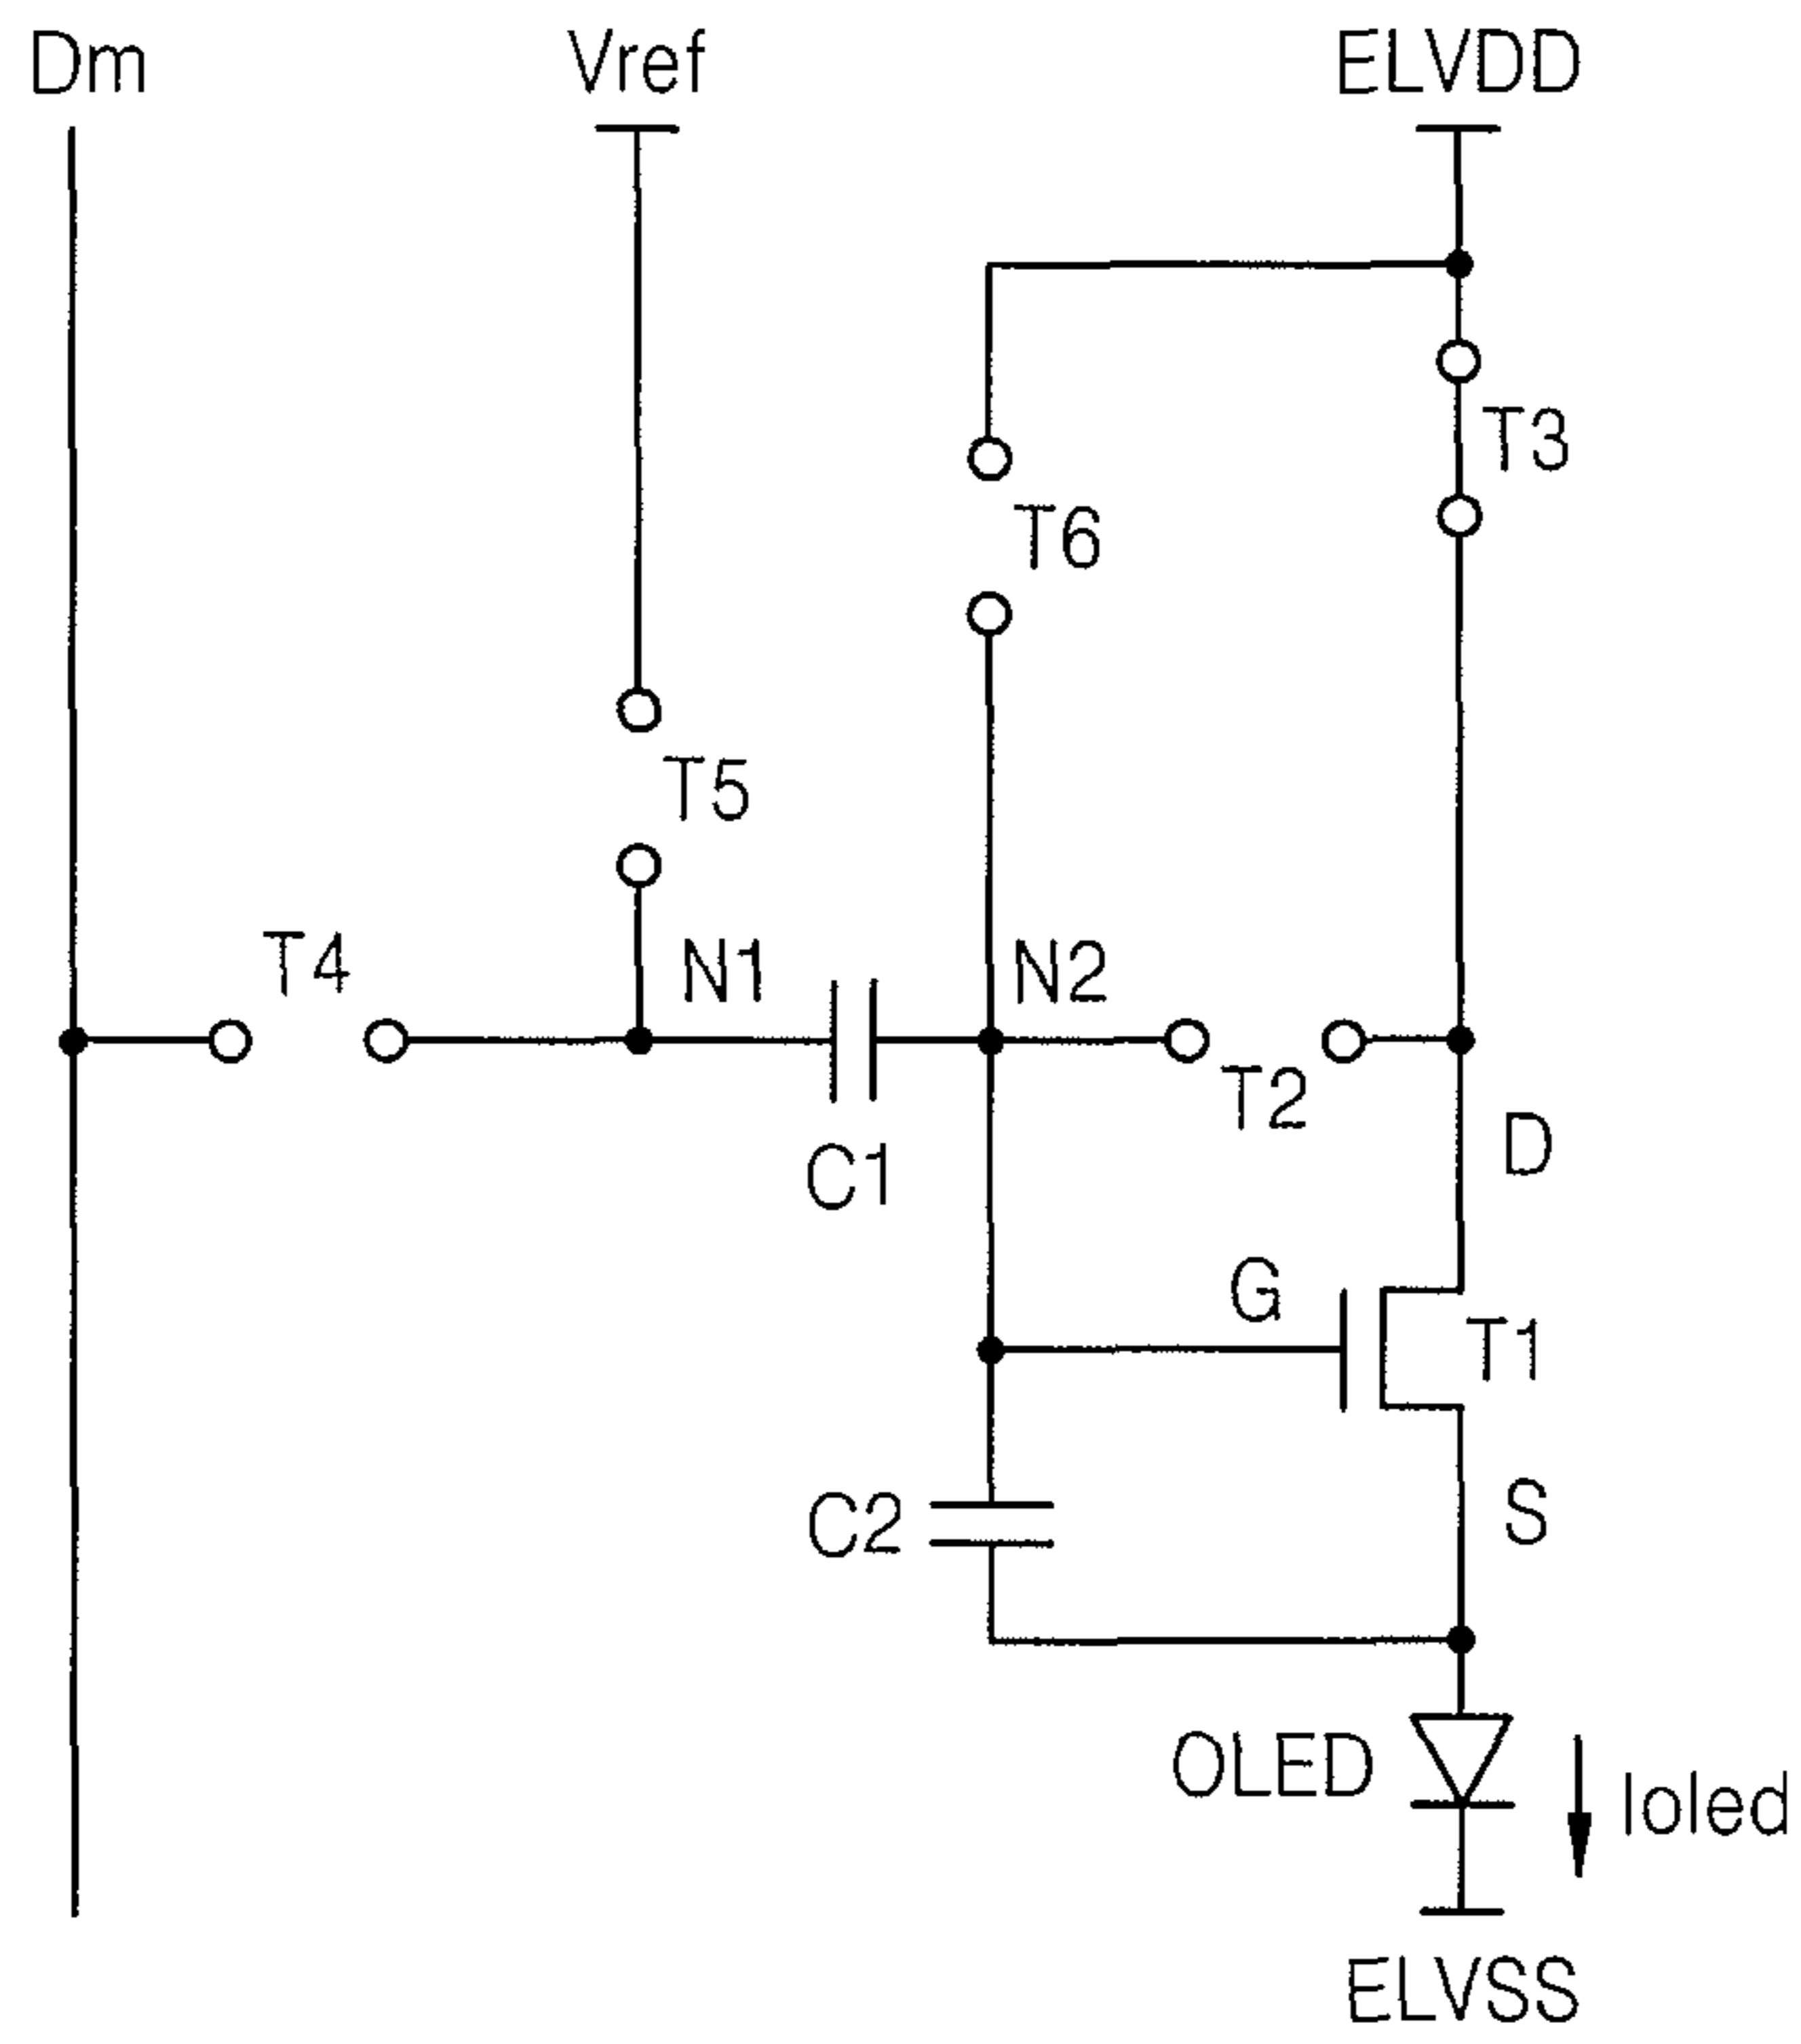 Dm
Vref
ELVDD
T3
T6
T5
T4
N1
N2
T2
C1
D
G
T1
C2
S
OLED
Ioled
ELVSS